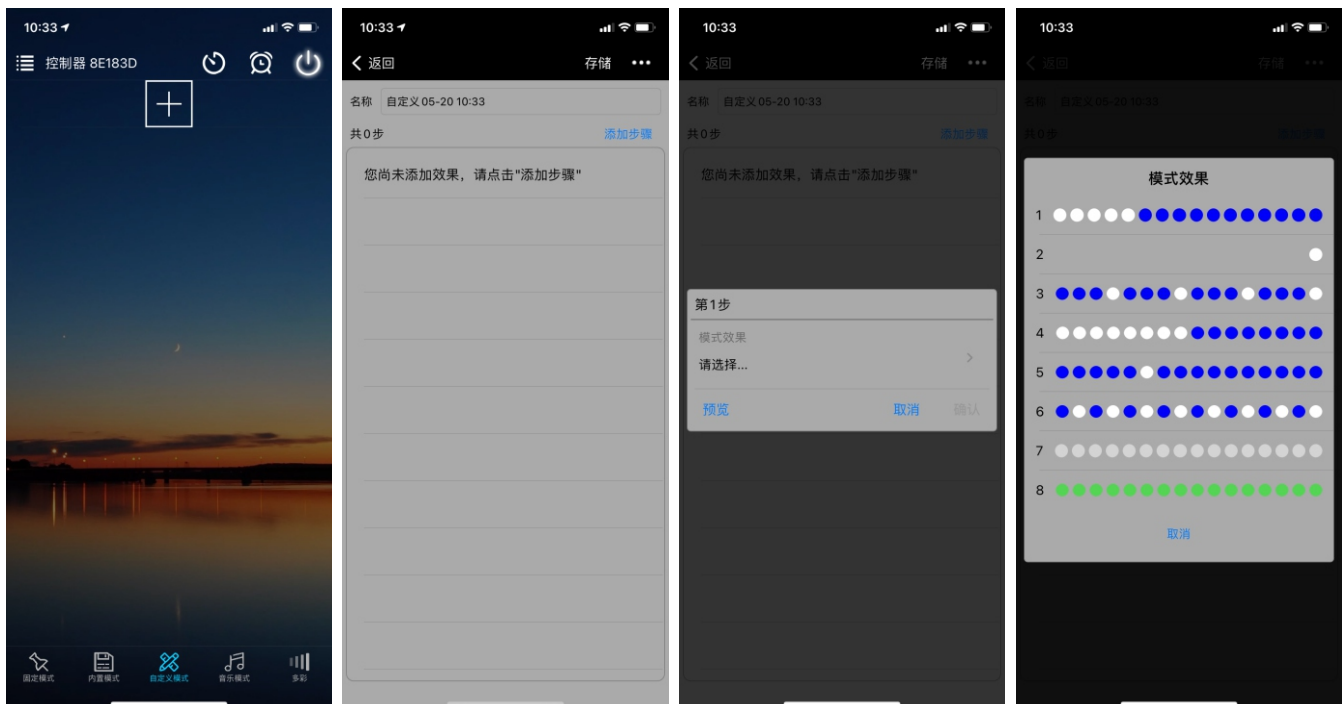 10:33
控制器 8E183D
固定模式
内置模式
自定义模式
音乐模式
多彩
10:33
返回
存储
名称 自定义05-20 10:33
共0步
添加步骤
您尚未添加效果，请点击"添加步骤"
10:33
返回
存储
名称 自定义05-20 10:33
共0步
添加步骤
您尚未添加效果，请点击"添加步骤"
第1步
模式效果
请选择...
预览
取消
确认
10:33
返回
存储
名称 自定义05-20 10:33
共0步
添加步骤
模式效果
1
2
3
4
5
6
7
8
取消